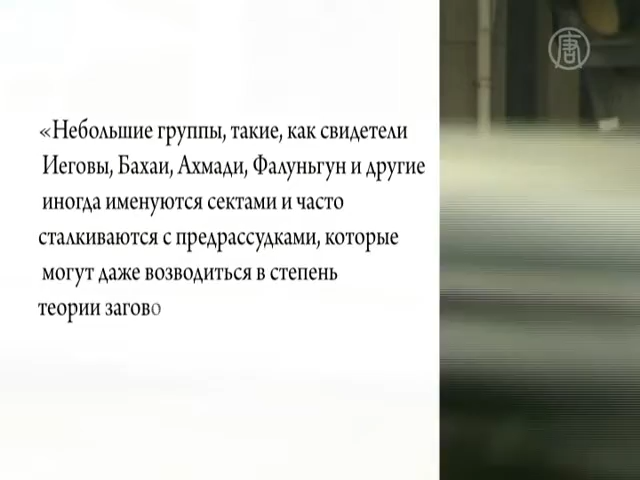 «Небольшие группы, такие, как свидетели
Иеговы, Бахаи, Ахмади, Фалуньгун и другие
иногда именуются сектами и часто
сталкиваются с предрассудками, которые
могут даже возводиться в степень
теории загово
唐